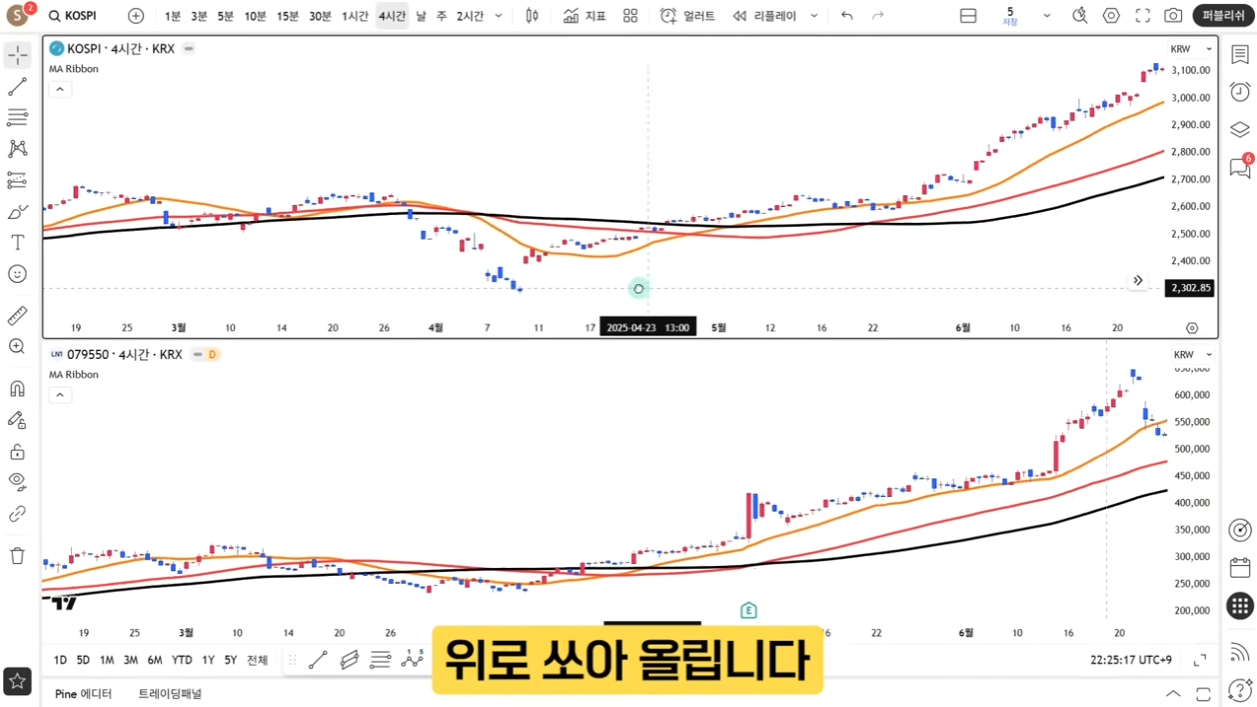 S 2 KOSPI 1분 3분 5분 10분 15분 30분 1시간 4시간 날 주 2시간 지표 얼러트 리플레이 5 저장 퍼블리쉬
KOSPI · 4시간 · KRX
KRW
MA Ribbon
3,100.00
3,000.00
2,900.00
2,800.00
2,700.00
2,600.00
2,500.00
2,400.00
2,302.85
6
19 25 3월 10 14 20 26 4월 7 11 17 2025-04-23 13:00 5월 12 16 22 6월 10 16 20
LN1 079550 · 4시간 · KRX D
KRW
MA Ribbon
650,000
600,000
550,000
500,000
450,000
400,000
350,000
300,000
250,000
200,000
E
19 25 3월 10 14 20 26 22 6월 10 16 20
위로 쏘아 올립니다
1D 5D 1M 3M 6M YTD 1Y 5Y 전체
22:25:17 UTC+9
Pine 에디터 트레이딩패널